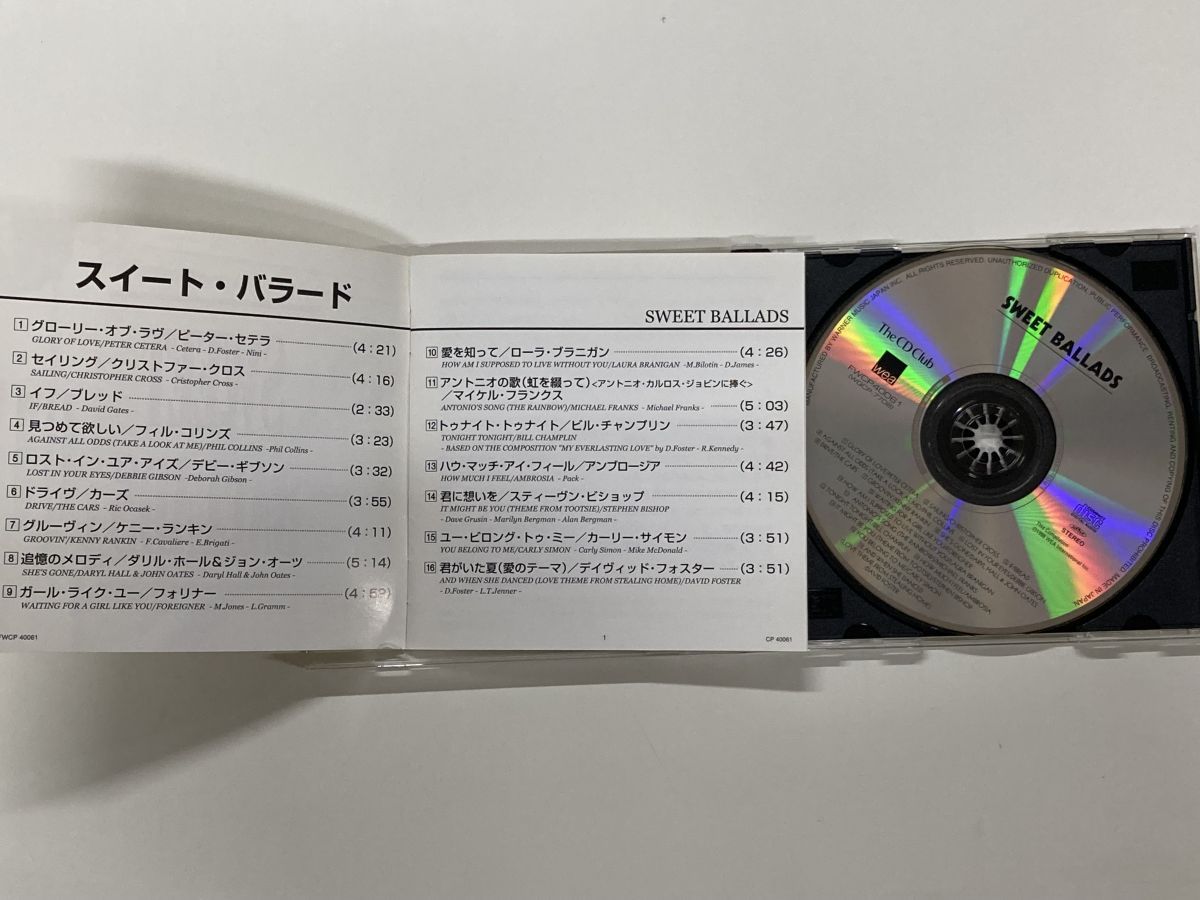 スイート・バラード
1 グローリー・オブ・ラヴ／ピーター・セテラ (4:21)
GLORY OF LOVE/PETER CETERA - Cetera - D.Foster - Nini -
2 セイリング／クリストファー・クロス (4:16)
SAILING/CHRISTOPHER CROSS - Cristopher Cross -
3 イフ／ブレッド (2:33)
IF/BREAD - David Gates -
4 見つめて欲しい／フィル・コリンズ (3:23)
AGAINST ALL ODDS (TAKE A LOOK AT ME)/PHIL COLLINS -Phil Collins -
5 ロスト・イン・ユア・アイズ／デビー・ギブソン (3:32)
LOST IN YOUR EYES/DEBBIE GIBSON -Deborah Gibson -
6 ドライヴ／カーズ (3:55)
DRIVE/THE CARS - Ric Ocasek -
7 グルーヴィン／ケニー・ランキン (4:11)
GROOVIN'/KENNY RANKIN - F.Cavaliere - E.Brigati -
8 追憶のメロディ／ダリル・ホール＆ジョン・オーツ (5:14)
SHE'S GONE/DARYL HALL & JOHN OATES - Daryl Hall & John Oates -
9 ガール・ライク・ユー／フォリナー
WAITING FOR A GIRL LIKE YOU/FOREIGNER - M.Jones - L.Gramm -
FWCP 40061
SWEET BALLADS
10 愛を知って／ローラ・ブラニガン (4:26)
HOW AM I SUPPOSED TO LIVE WITHOUT YOU/LAURA BRANIGAN -M.Bilotin - D.James -
11 アントニオの歌（虹を綴って）<アントニオ・カルロス・ジョビンに捧ぐ>
／マイケル・フランクス (5:03)
ANTONIO'S SONG (THE RAINBOW)/MICHAEL FRANKS - Michael Franks -
12 トゥナイト・トゥナイト／ビル・チャンプリン (3:47)
TONIGHT TONIGHT/BILL CHAMPLIN
- BASED ON THE COMPOSITION "MY EVERLASTING LOVE" by D.Foster - R.Kennedy -
13 ハウ・マッチ・アイ・フィール／アンブロージア (4:42)
HOW MUCH I FEEL/AMBROSIA - Pack -
14 君に想いを／スティーヴン・ビショップ (4:15)
IT MIGHT BE YOU (THEME FROM TOOTSIE)/STEPHEN BISHOP
- Dave Grusin - Marilyn Bergman - Alan Bergman -
15 ユー・ビロング・トゥ・ミー／カーリー・サイモン (3:51)
YOU BELONG TO ME/CARLY SIMON - Carly Simon - Mike McDonald -
16 君がいた夏（愛のテーマ）／デイヴィッド・フォスター (3:51)
AND WHEN SHE DANCED (LOVE THEME FROM STEALING HOME)/DAVID FOSTER
- D.Foster - L.T.Jenner -
1
CP 40061
MANUFACTURED BY WARNER MUSIC JAPAN INC. ALL RIGHTS RESERVED. UNAUTHORIZED DUPLICATION, PUBLIC PERFORMANCE, BROADCASTING, RENTING AND COPYING OF THIS DISC PROHIBITED. MADE IN JAPAN.
SWEET BALLADS
The CD Club
wea
FWCP40061
STEREO